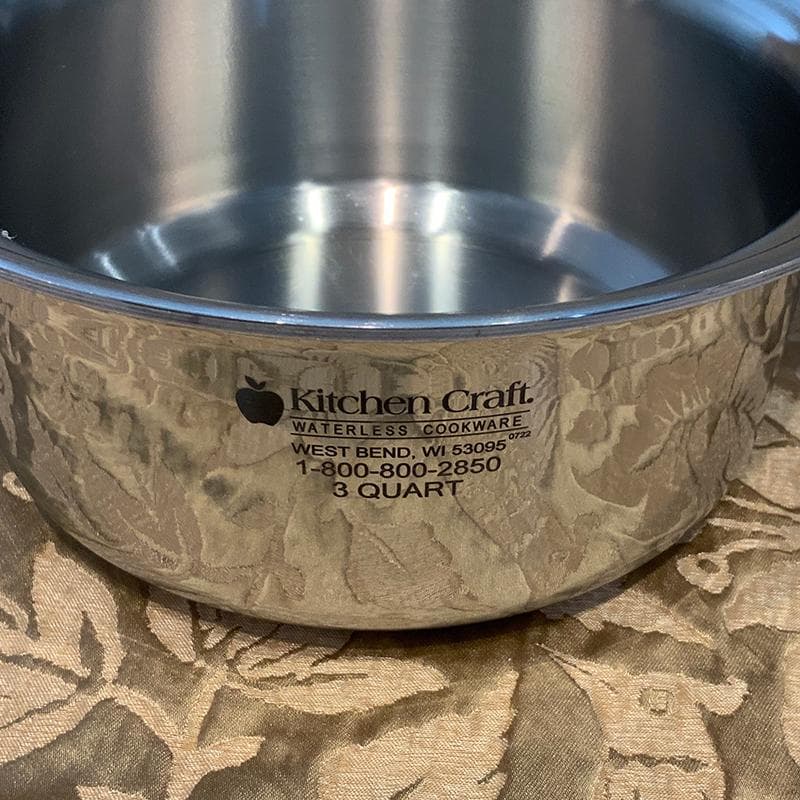 Kitchen Craft.
WATERLESS COOKWARE
WEST BEND, WI 53095 0722
1-800-800-2850
3 QUART